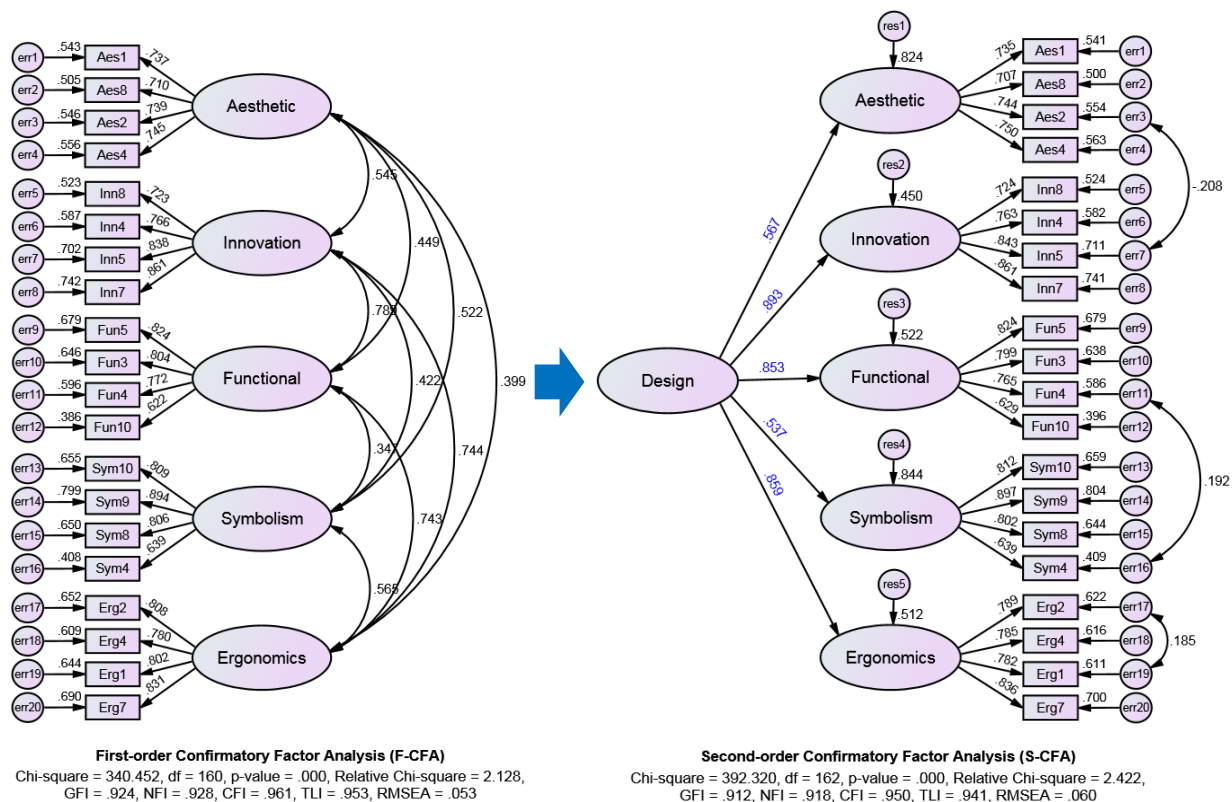 err1 .543 Aes1 .737
err2 .505 Aes8 .710
err3 .546 Aes2 .739
err4 .556 Aes4 .745
Aesthetic
err5 .523 Inn8 .723
err6 .587 Inn4 .766
err7 .702 Inn5 .838
err8 .742 Inn7 .861
Innovation
err9 .679 Fun5 .824
err10 .646 Fun3 .804
err11 .596 Fun4 .772
err12 .386 Fun10 .622
Functional
err13 .655 Sym10 .809
err14 .799 Sym9 .894
err15 .650 Sym8 .806
err16 .408 Sym4 .639
Symbolism
err17 .652 Erg2 .808
err18 .609 Erg4 .780
err19 .644 Erg1 .802
err20 .690 Erg7 .831
Ergonomics
.545
.449
.522
.399
.422
.744
.743
.565
First-order Confirmatory Factor Analysis (F-CFA)
Chi-square = 340.452, df = 160, p-value = .000, Relative Chi-square = 2.128,
GFI = .924, NFI = .928, CFI = .961, TLI = .953, RMSEA = .053
Design
.567
.893
.853
.537
.859
res1
.824
Aesthetic
.735 Aes1 .541 err1
.707 Aes8 .500 err2
.744 Aes2 .554 err3
.750 Aes4 .563 err4
res2
.450
Innovation
.724 Inn8 .524 err5
.763 Inn4 .582 err6
.843 Inn5 .711 err7
.861 Inn7 .741 err8
-.208
res3
.522
Functional
.824 Fun5 .679 err9
.799 Fun3 .638 err10
.765 Fun4 .586 err11
.629 Fun10 .396 err12
res4
.844
Symbolism
.812 Sym10 .659 err13
.897 Sym9 .804 err14
.802 Sym8 .644 err15
.639 Sym4 .409 err16
.192
res5
.512
Ergonomics
.789 Erg2 .622 err17
.785 Erg4 .616 err18
.782 Erg1 .611 err19
.836 Erg7 .700 err20
.185
Second-order Confirmatory Factor Analysis (S-CFA)
Chi-square = 392.320, df = 162, p-value = .000, Relative Chi-square = 2.422,
GFI = .912, NFI = .918, CFI = .950, TLI = .941, RMSEA = .060